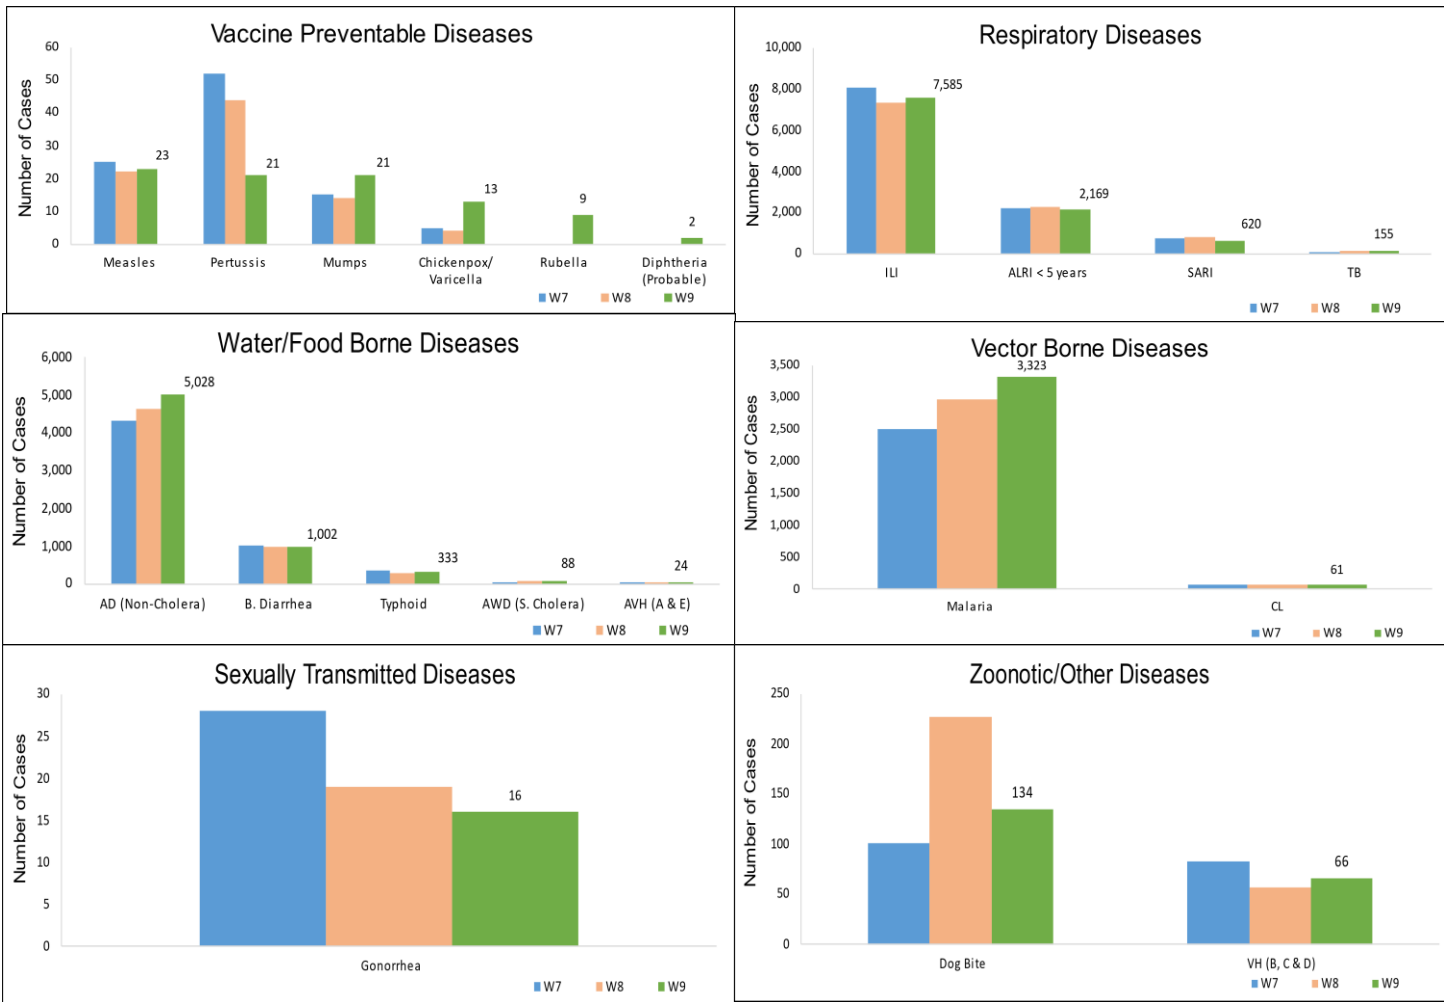 Vaccine Preventable Diseases
Number of Cases
60
50
40
30
20
10
0
23
21
21
13
9
2
Measles
Pertussis
Mumps
Chickenpox/
Varicella
Rubella
Diphtheria
(Probable)
W7 W8 W9
Respiratory Diseases
Number of Cases
10,000
8,000
6,000
4,000
2,000
0
7,585
2,169
620
155
ILI
ALRI < 5 years
SARI
TB
W7 W8 W9
Water/Food Borne Diseases
Number of Cases
6,000
5,000
4,000
3,000
2,000
1,000
0
5,028
1,002
333
88
24
AD (Non-Cholera)
B. Diarrhea
Typhoid
AWD (S. Cholera)
AVH (A & E)
W7 W8 W9
Vector Borne Diseases
Number of Cases
3,500
3,000
2,500
2,000
1,500
1,000
500
0
3,323
61
Malaria
CL
W7 W8 W9
Sexually Transmitted Diseases
Number of Cases
30
25
20
15
10
5
0
16
Gonorrhea
W7 W8 W9
Zoonotic/Other Diseases
Number of Cases
250
200
150
100
50
0
134
66
Dog Bite
VH (B, C & D)
W7 W8 W9